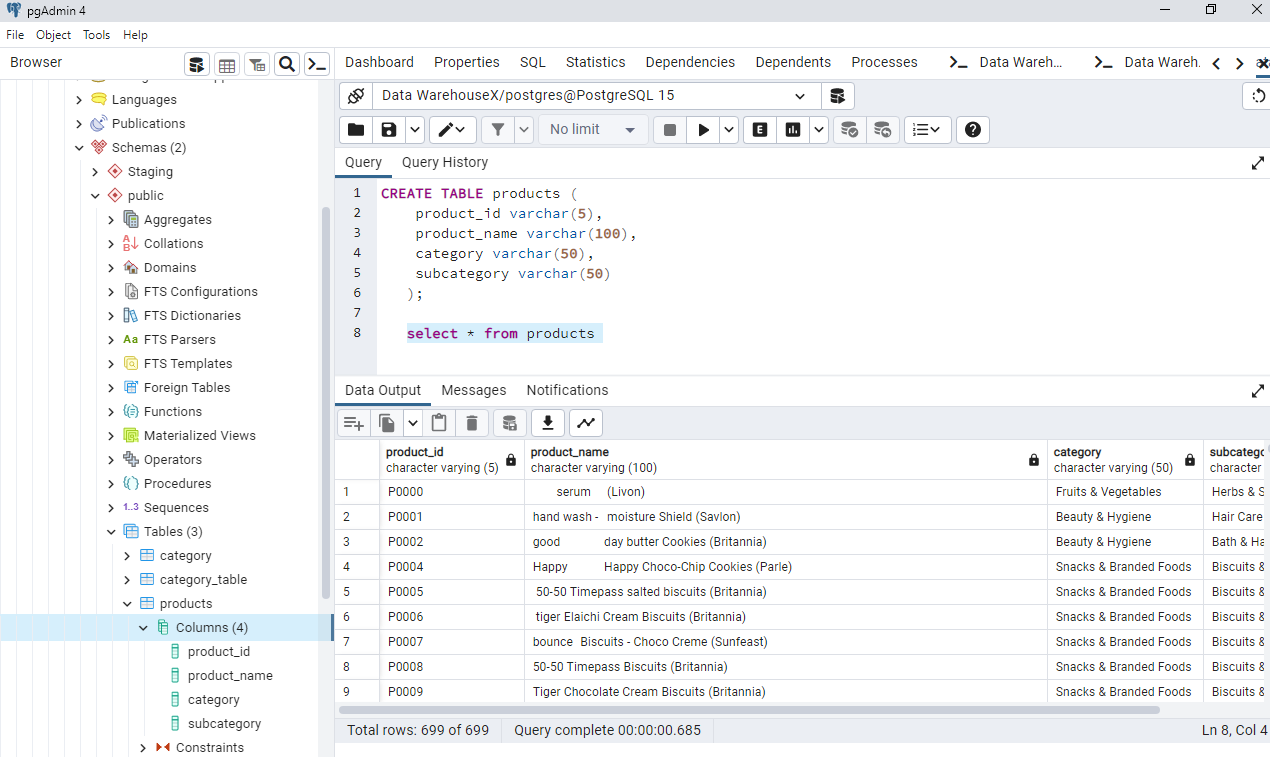 pgAdmin 4
File Object Tools Help
Browser
Dashboard Properties SQL Statistics Dependencies Dependents Processes Data Wareh... Data Wareh.
Languages
Publications
Schemas (2)
Staging
public
Aggregates
Collations
Domains
FTS Configurations
FTS Dictionaries
FTS Parsers
FTS Templates
Foreign Tables
Functions
Materialized Views
Operators
Procedures
1..3 Sequences
Tables (3)
category
category_table
products
Columns (4)
product_id
product_name
category
subcategory
Constraints
Data WarehouseX/postgres@PostgreSQL 15
No limit
Query Query History
1 CREATE TABLE products (
2 product_id varchar(5),
3 product_name varchar(100),
4 category varchar(50),
5 subcategory varchar(50)
6 );
7
8 select * from products
Data Output Messages Notifications
product_id product_name category subcatego
character varying (5) character varying (100) character varying (50) character
1 P0000 serum (Livon) Fruits & Vegetables Herbs & S
2 P0001 hand wash - moisture Shield (Savlon) Beauty & Hygiene Hair Care
3 P0002 good day butter Cookies (Britannia) Beauty & Hygiene Bath & Ha
4 P0004 Happy Happy Choco-Chip Cookies (Parle) Snacks & Branded Foods Biscuits &
5 P0005 50-50 Timepass salted biscuits (Britannia) Snacks & Branded Foods Biscuits &
6 P0006 tiger Elaichi Cream Biscuits (Britannia) Snacks & Branded Foods Biscuits &
7 P0007 bounce Biscuits - Choco Creme (Sunfeast) Snacks & Branded Foods Biscuits &
8 P0008 50-50 Timepass Biscuits (Britannia) Snacks & Branded Foods Biscuits &
9 P0009 Tiger Chocolate Cream Biscuits (Britannia) Snacks & Branded Foods Biscuits &
Total rows: 699 of 699 Query complete 00:00:00.685 Ln 8, Col 4